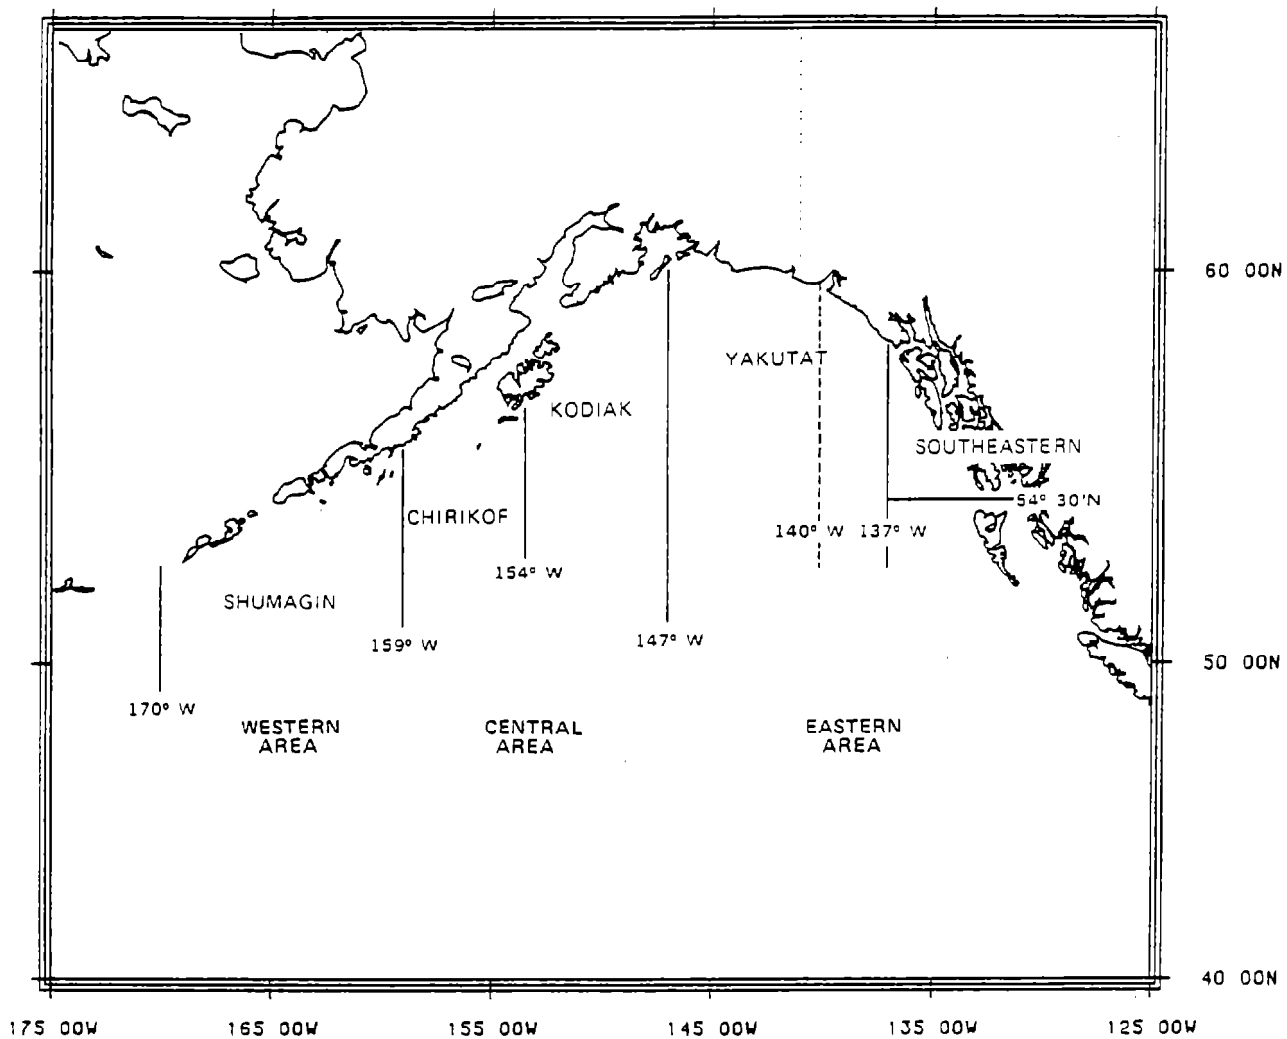 60 00N
YAKUTAT
KODIAK
SOUTHEASTERN
54° 30'N
CHIRIKOF
140° W
137° W
154° W
SHUMAGIN
159° W
147° W
50 00N
170° W
WESTERN
AREA
CENTRAL
AREA
EASTERN
AREA
40 00N
175 00W
165 00W
155 00W
145 00W
135 00W
125 00W